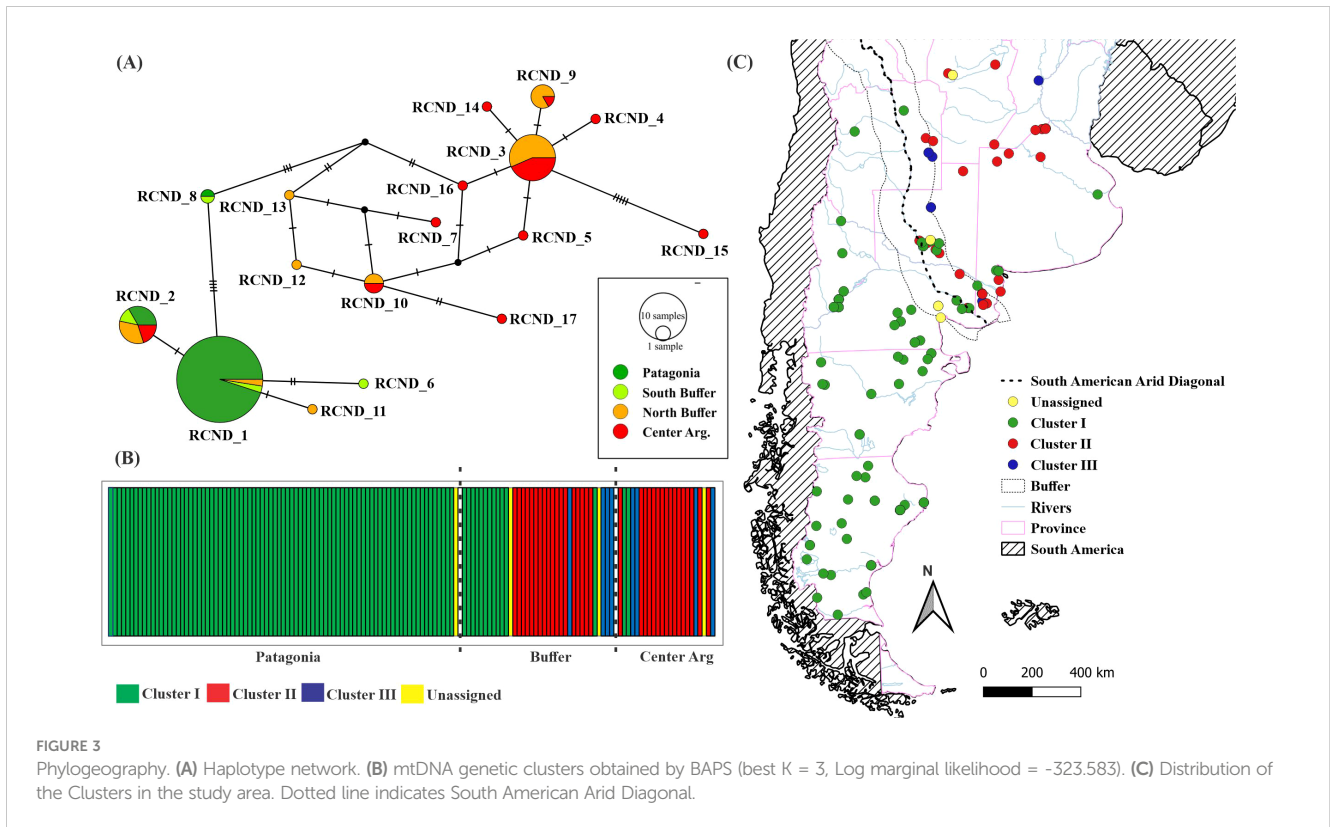 (A)
RCND_9
RCND_14
RCND_4
RCND_3
RCND_16
RCND_8
RCND_13
RCND_7
RCND_5
RCND_15
RCND_12
RCND_10
RCND_17
RCND_2
RCND_6
RCND_11
RCND_1
10 samples
1 sample
Patagonia
South Buffer
North Buffer
Center Arg.
(B)
Patagonia
Buffer
Center Arg
Cluster I
Cluster II
Cluster III
Unassigned
(C)
South American Arid Diagonal
Unassigned
Cluster I
Cluster II
Cluster III
Buffer
Rivers
Province
South America
N
0 200 400 km
FIGURE 3
Phylogeography. (A) Haplotype network. (B) mtDNA genetic clusters obtained by BAPS (best K = 3, Log marginal likelihood = -323.583). (C) Distribution of
the Clusters in the study area. Dotted line indicates South American Arid Diagonal.